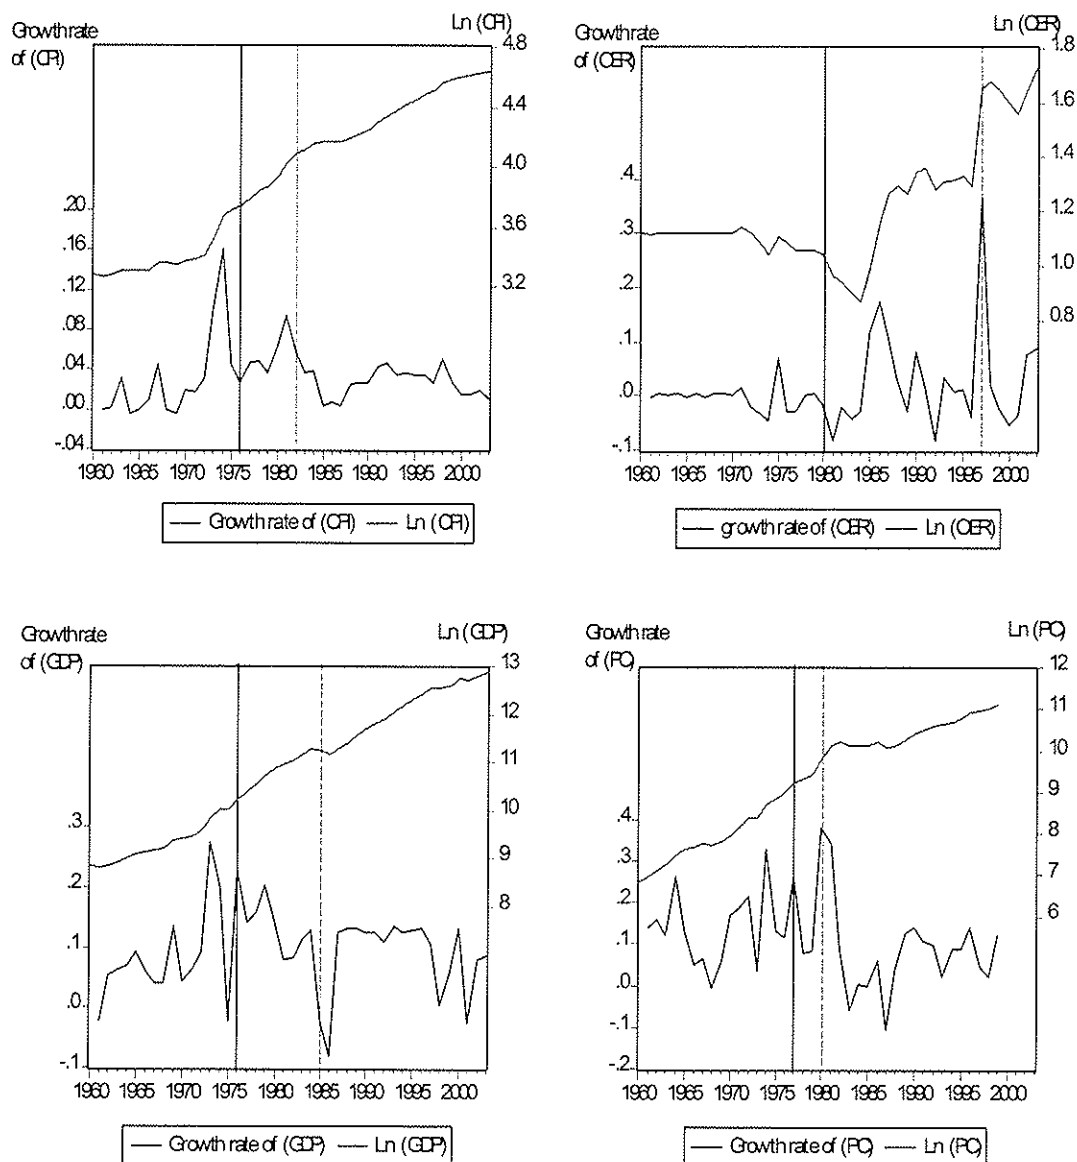 Growth rate
of (CPI)
Ln (CPI)
4.8
4.4
4.0
3.6
3.2
.20
.16
.12
.08
.04
.00
-.04
1960 1965 1970 1975 1980 1985 1990 1995 2000
Growth rate of (CPI) Ln (CPI)
Growth rate
of (OER)
Ln (OER)
1.8
1.6
1.4
1.2
1.0
0.8
.4
.3
.2
.1
.0
-.1
1960 1965 1970 1975 1980 1985 1990 1995 2000
growth rate of (OER) Ln (OER)
Growth rate
of (GDP)
Ln (GDP)
13
12
11
10
9
8
.3
.2
.1
.0
-.1
1960 1965 1970 1975 1980 1985 1990 1995 2000
Growth rate of (GDP) Ln (GDP)
Growth rate
of (PC)
Ln (PC)
12
11
10
9
8
7
6
.4
.3
.2
.1
.0
-.1
-.2
1960 1965 1970 1975 1980 1985 1990 1995 2000
Growth rate of (PC) Ln (PC)